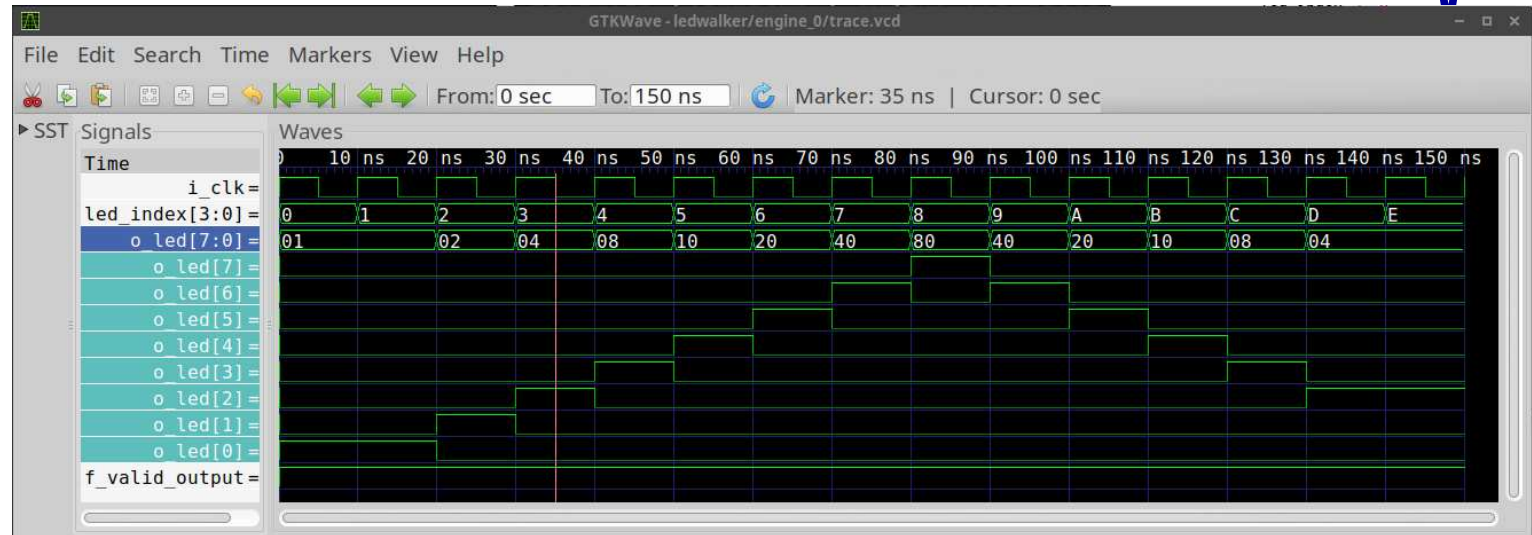 GTKWave - ledwalker/engine_0/trace.vcd
File Edit Search Time Markers View Help
From: 0 sec To: 150 ns Marker: 35 ns | Cursor: 0 sec
SST Signals Waves
Time 10 ns 20 ns 30 ns 40 ns 50 ns 60 ns 70 ns 80 ns 90 ns 100 ns 110 ns 120 ns 130 ns 140 ns 150 ns
i_clk=
led_index[3:0]= 0 1 2 3 4 5 6 7 8 9 A B C D E
o_led[7:0]= 01 02 04 08 10 20 40 80 40 20 10 08 04
o_led[7]=
o_led[6]=
o_led[5]=
o_led[4]=
o_led[3]=
o_led[2]=
o_led[1]=
o_led[0]=
f_valid_output=